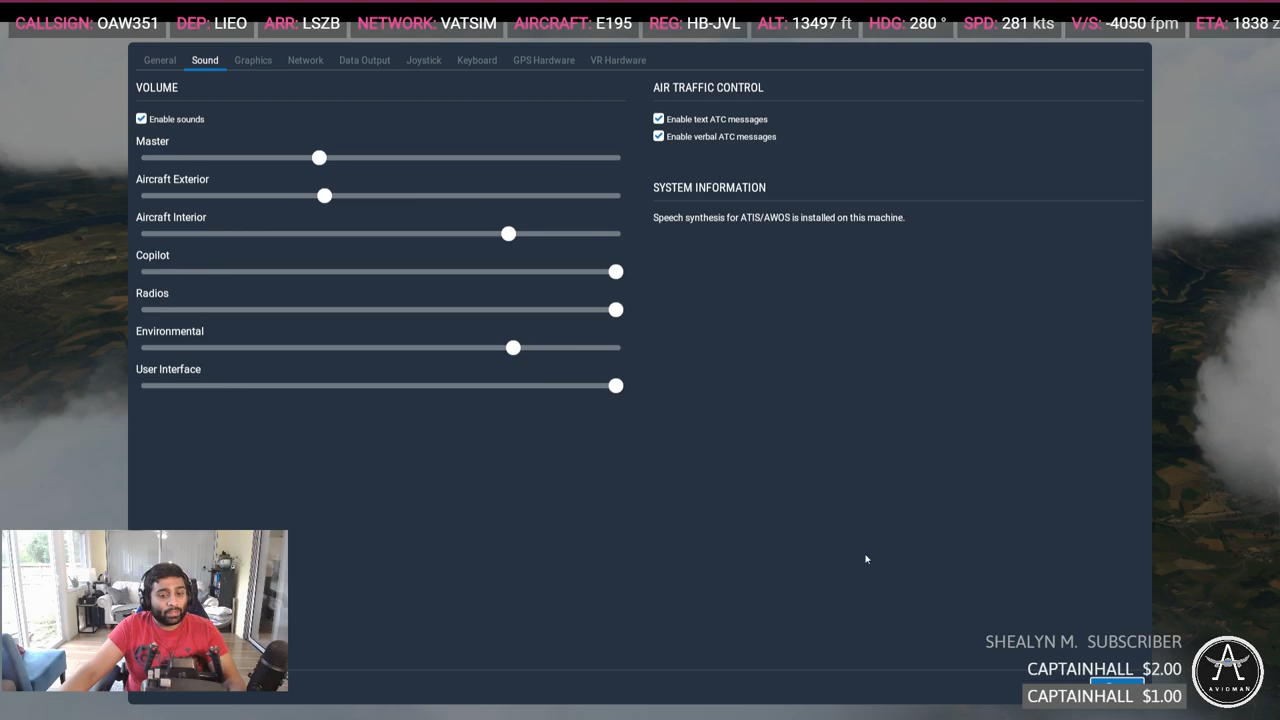 CALLSIGN: OAW351 DEP: LIEO ARR: LSZB NETWORK: VATSIM AIRCRAFT: E195 REG: HB-JVL ALT: 13497 ft HDG: 280 ° SPD: 281 kts V/S: -4050 fpm ETA: 1838 z
General Sound Graphics Network Data Output Joystick Keyboard GPS Hardware VR Hardware
VOLUME
Enable sounds
Master
Aircraft Exterior
Aircraft Interior
Copilot
Radios
Environmental
User Interface
AIR TRAFFIC CONTROL
Enable text ATC messages
Enable verbal ATC messages
SYSTEM INFORMATION
Speech synthesis for ATIS/AWOS is installed on this machine.
SHEALYN M. SUBSCRIBER
CAPTAINHALL $2.00
CAPTAINHALL $1.00
AVIOMAN